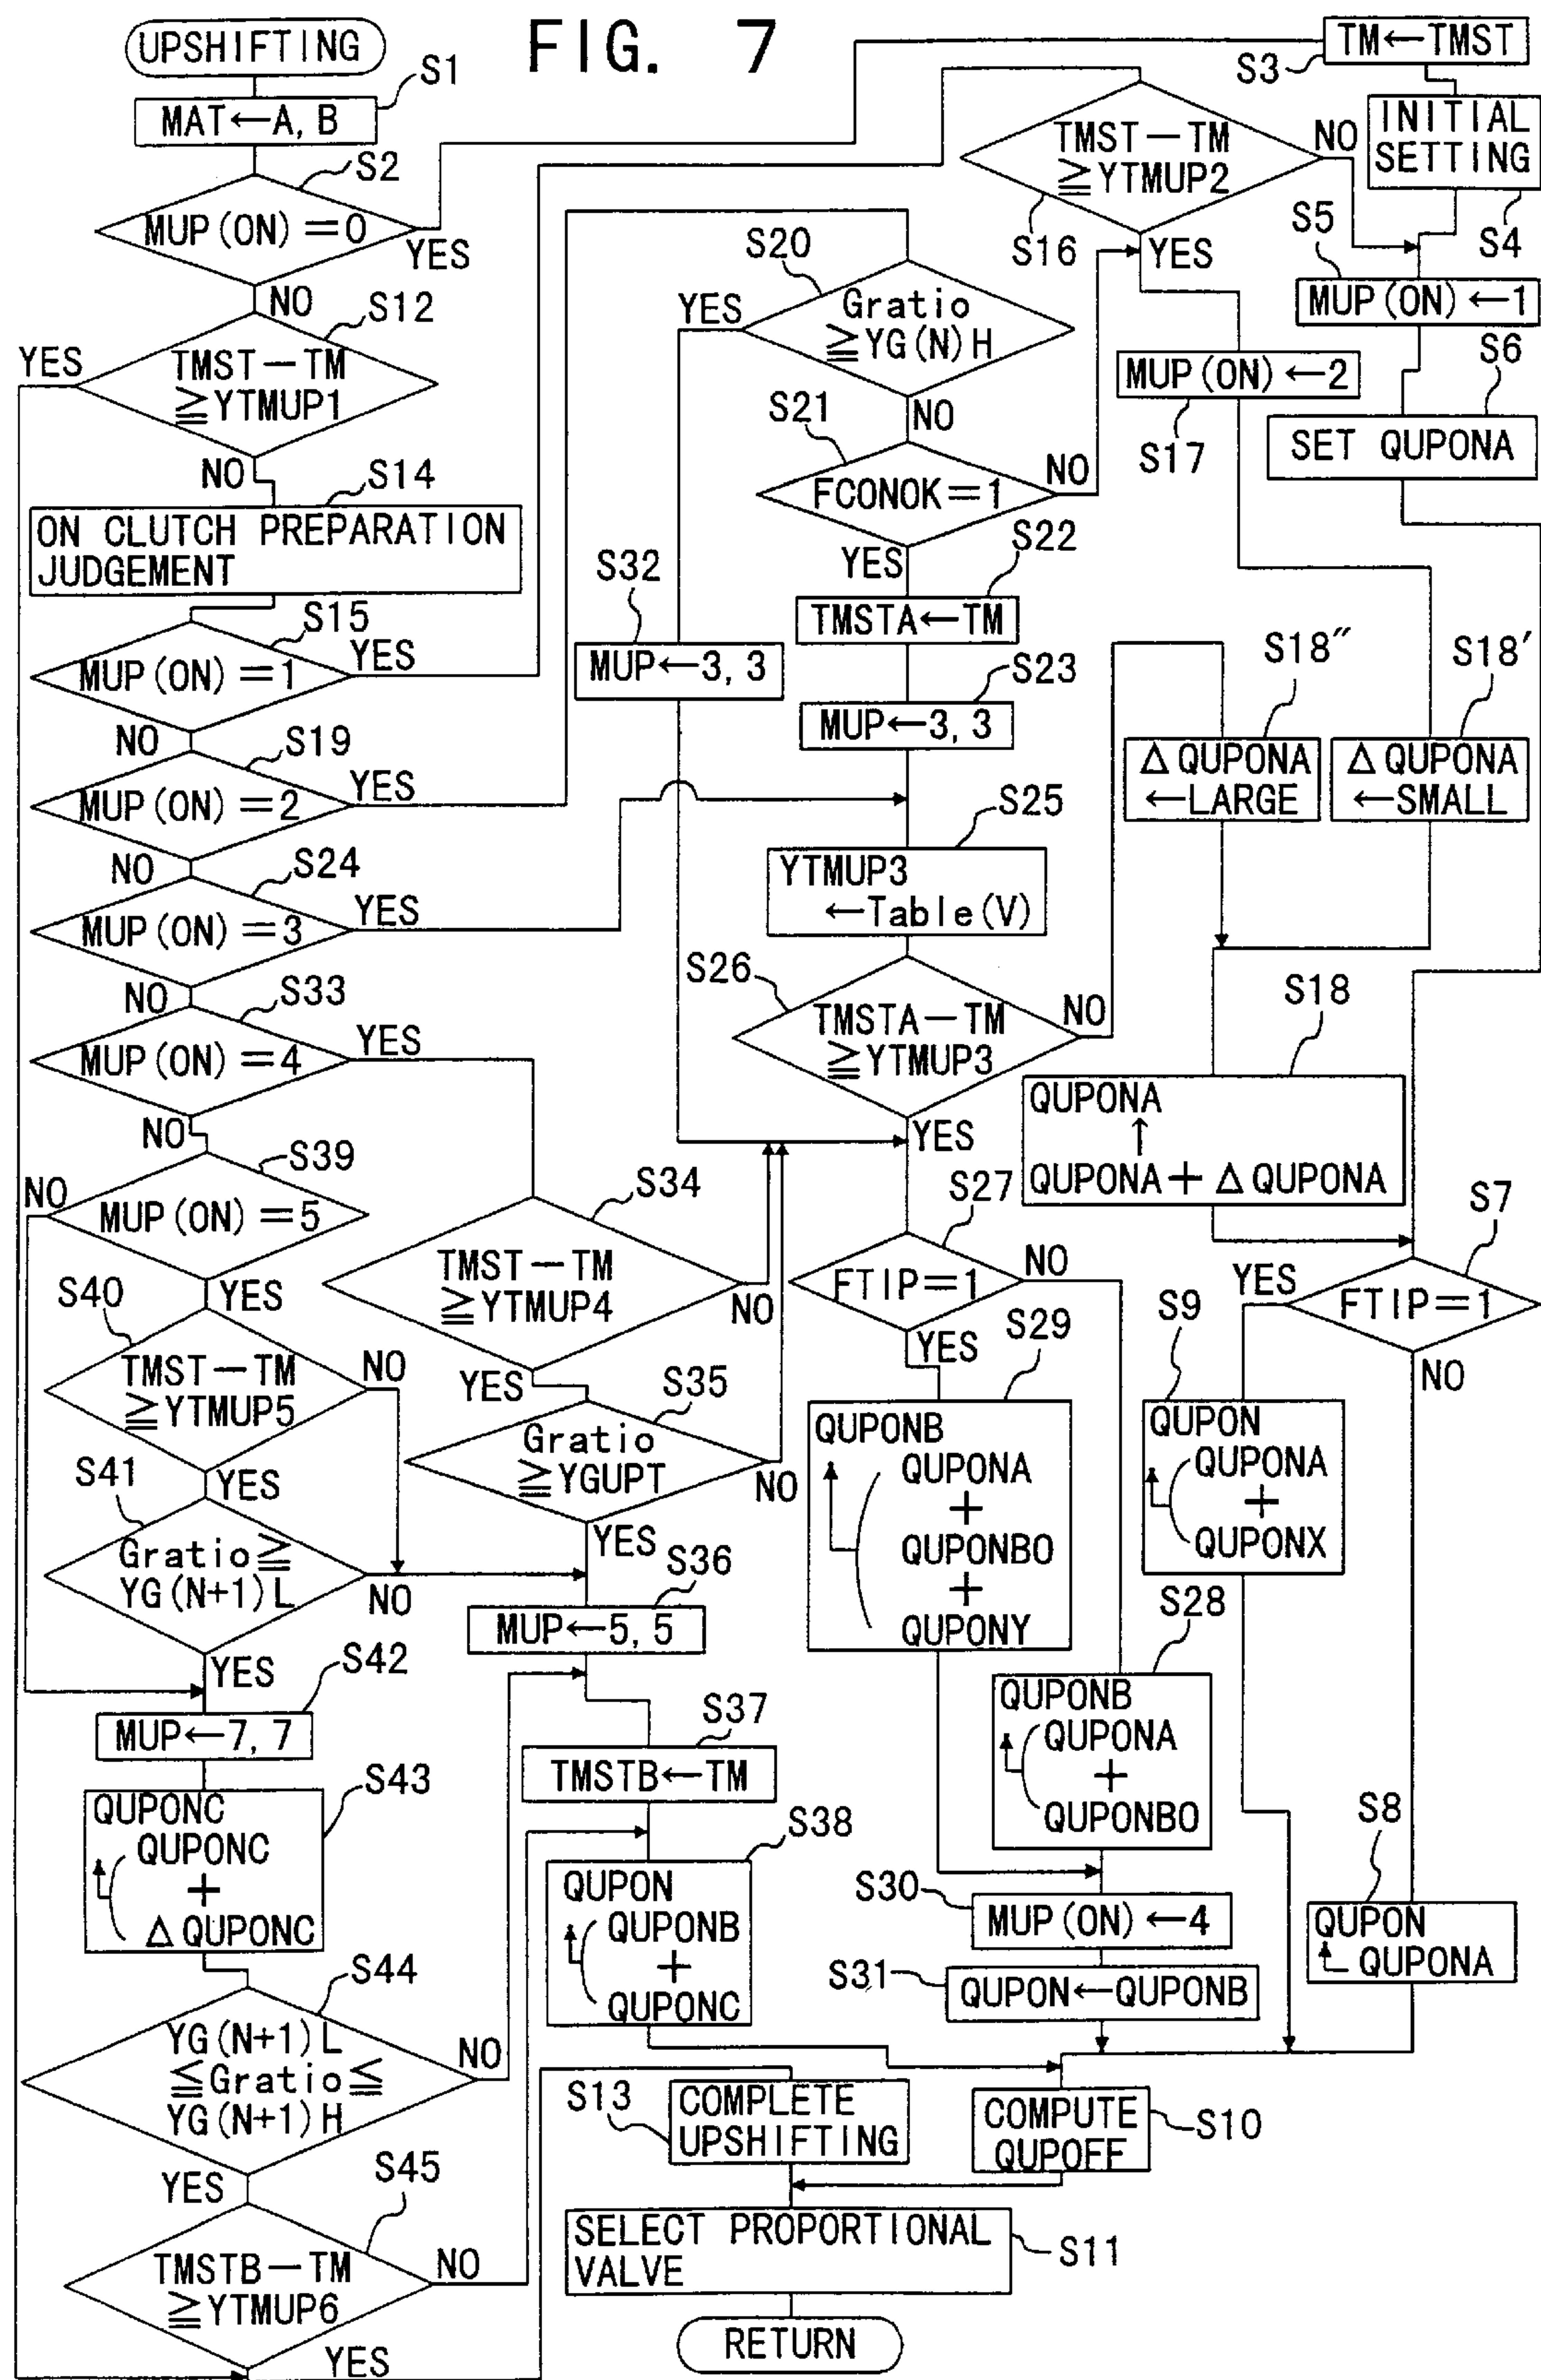 FIG. 7
UPSHIFTING
S1
MAT←A, B
S2
MUP(ON)=0
YES
NO
S12
YES
TMST－TM
≧YTMUP1
NO
S14
ON CLUTCH PREPARATION
JUDGEMENT
S15
MUP(ON)=1
YES
NO
S19
MUP(ON)=2
YES
NO
S24
MUP(ON)=3
YES
NO
S33
MUP(ON)=4
YES
NO
S39
NO
MUP(ON)=5
YES
S40
TMST－TM
≧YTMUP5
NO
YES
S41
Gratio≧
YG(N+1)L
NO
YES
S42
MUP←7, 7
S43
QUPONC
QUPONC
+
ΔQUPONC
S44
YG(N+1)L
≦Gratio≦
YG(N+1)H
NO
YES
S45
TMSTB－TM
≧YTMUP6
NO
YES
S34
TMST－TM
≧YTMUP4
NO
YES
S35
Gratio
≧YGUPT
NO
YES
S36
MUP←5, 5
S37
TMSTB←TM
S38
QUPON
QUPONB
+
QUPONC
S13
COMPLETE
UPSHIFTING
S20
YES
Gratio
≧YG(N)H
NO
S21
FCONOK=1
NO
YES
S22
TMSTA←TM
S32
MUP←3, 3
S23
MUP←3, 3
S25
YTMUP3
←Table(V)
S26
TMSTA－TM
≧YTMUP3
NO
YES
S27
FTIP=1
NO
YES
S29
QUPONB
QUPONA
+
QUPONBO
+
QUPONY
S28
QUPONB
QUPONA
+
QUPONBO
S30
MUP(ON)←4
S31
QUPON←QUPONB
TM←TMST
S3
INITIAL
SETTING
S4
TMST－TM
≧YTMUP2
NO
S16
YES
S5
MUP(ON)←1
S6
SET QUPONA
MUP(ON)←2
S17
S18″
ΔQUPONA
←LARGE
S18′
ΔQUPONA
←SMALL
S18
QUPONA
↑
QUPONA+ΔQUPONA
S7
YES
FTIP=1
NO
S9
QUPON
QUPONA
+
QUPONX
S8
QUPON
QUPONA
COMPUTE
QUPOFF
S10
SELECT PROPORTIONAL
VALVE
S11
RETURN